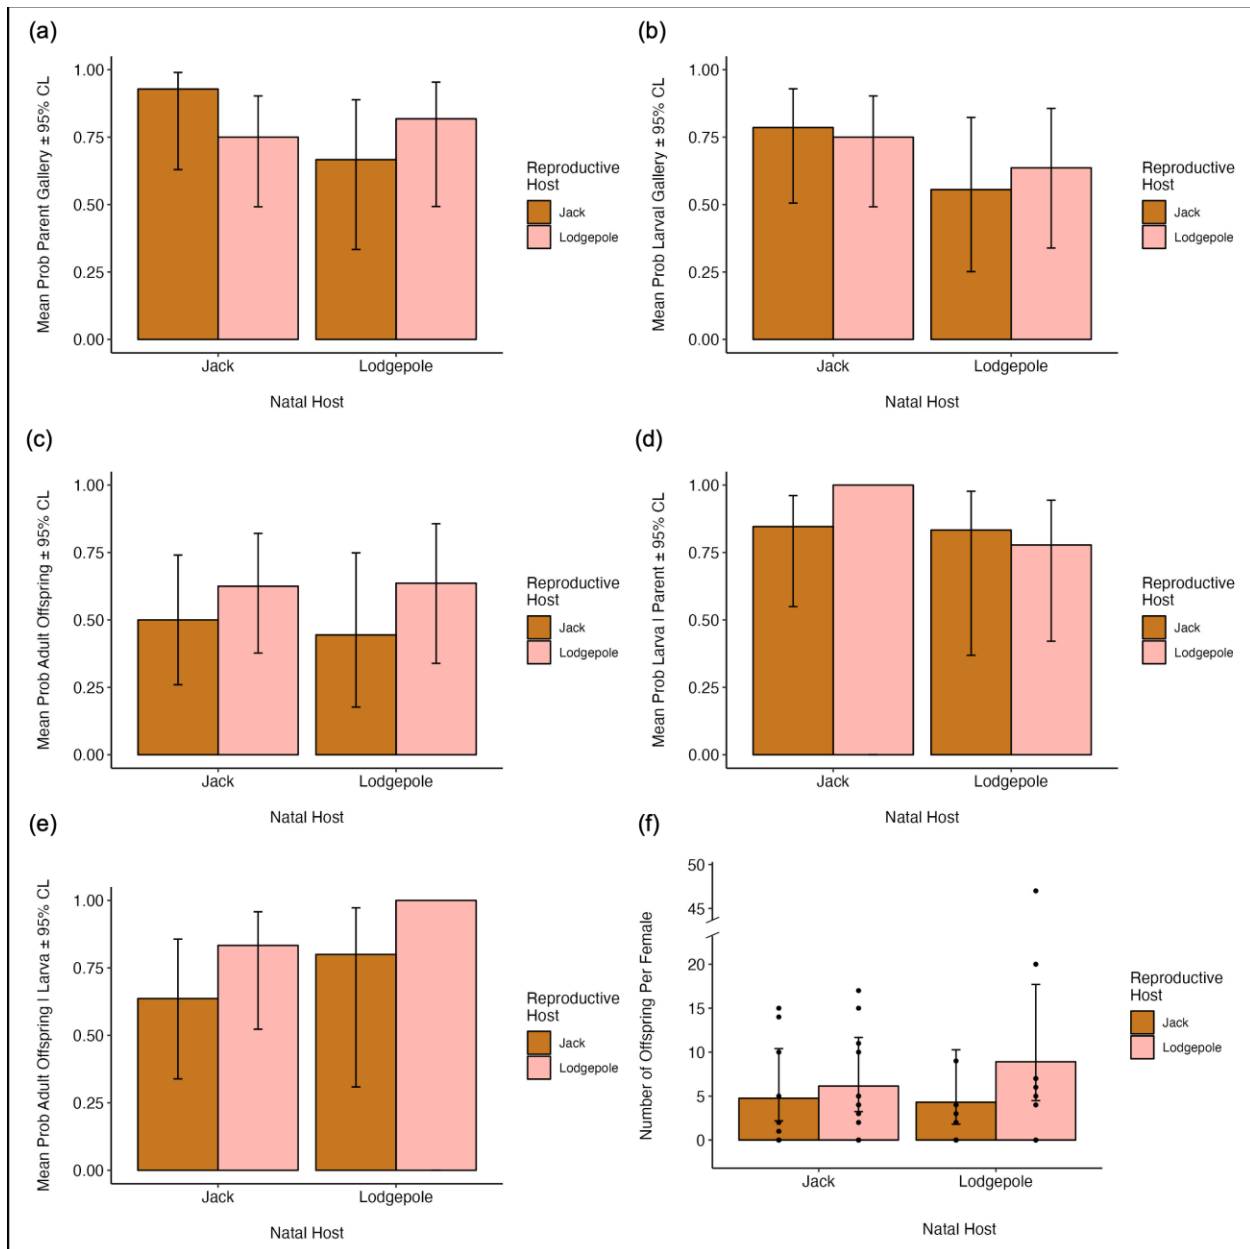 (a)
Mean Prob Parent Gallery ± 95% CL
1.00
0.75
0.50
0.25
0.00
Jack
Lodgepole
Natal Host
Reproductive
Host
Jack
Lodgepole
(b)
Mean Prob Larval Gallery ± 95% CL
1.00
0.75
0.50
0.25
0.00
Jack
Lodgepole
Natal Host
Reproductive
Host
Jack
Lodgepole
(c)
Mean Prob Adult Offspring ± 95% CL
1.00
0.75
0.50
0.25
0.00
Jack
Lodgepole
Natal Host
Reproductive
Host
Jack
Lodgepole
(d)
Mean Prob Larva | Parent ± 95% CL
1.00
0.75
0.50
0.25
0.00
Jack
Lodgepole
Natal Host
Reproductive
Host
Jack
Lodgepole
(e)
Mean Prob Adult Offspring | Larva ± 95% CL
1.00
0.75
0.50
0.25
0.00
Jack
Lodgepole
Natal Host
Reproductive
Host
Jack
Lodgepole
(f)
Number of Offspring Per Female
50
45
20
15
10
5
0
Jack
Lodgepole
Natal Host
Reproductive
Host
Jack
Lodgepole